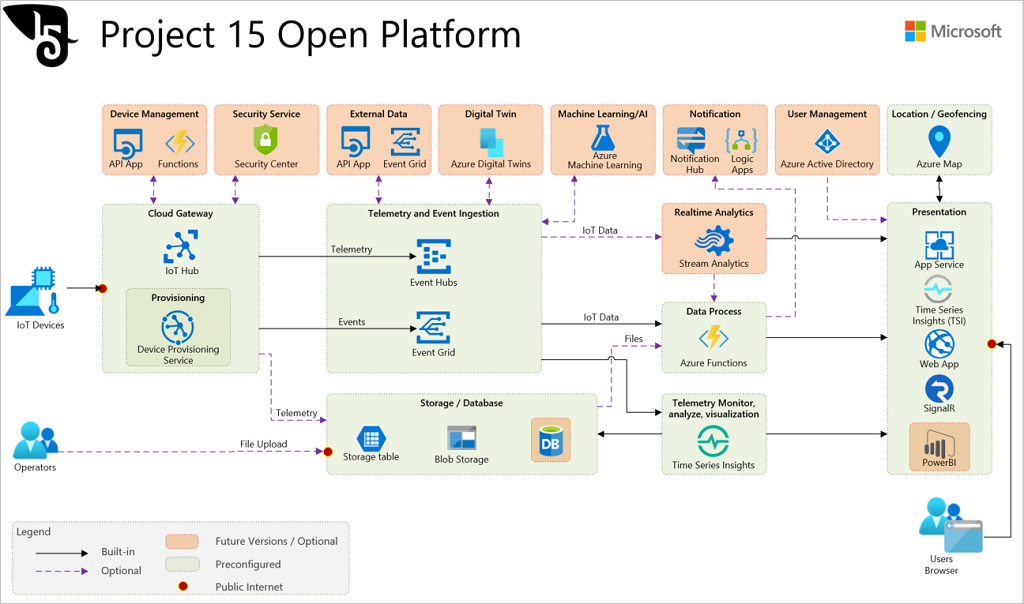 Project 15 Open Platform
Microsoft
Device Management
API App
Functions
Security Service
Security Center
External Data
API App
Event Grid
Digital Twin
Azure Digital Twins
Machine Learning/AI
Azure
Machine Learning
Notification
Notification
Hub
Logic
Apps
User Management
Azure Active Directory
Location / Geofencing
Azure Map
Cloud Gateway
IoT Hub
Provisioning
Device Provisioning
Service
Telemetry
Events
Telemetry and Event Ingestion
Event Hubs
Event Grid
IoT Data
IoT Data
Files
Realtime Analytics
Stream Analytics
Data Process
Azure Functions
Presentation
App Service
Time Series
Insights (TSI)
Web App
SignalR
PowerBI
IoT Devices
Telemetry
Operators
File Upload
Storage / Database
Storage table
Blob Storage
DB
Telemetry Monitor,
analyze, visualization
Time Series Insights
Users
Browser
Legend
Built-in
Optional
Future Versions / Optional
Preconfigured
Public Internet